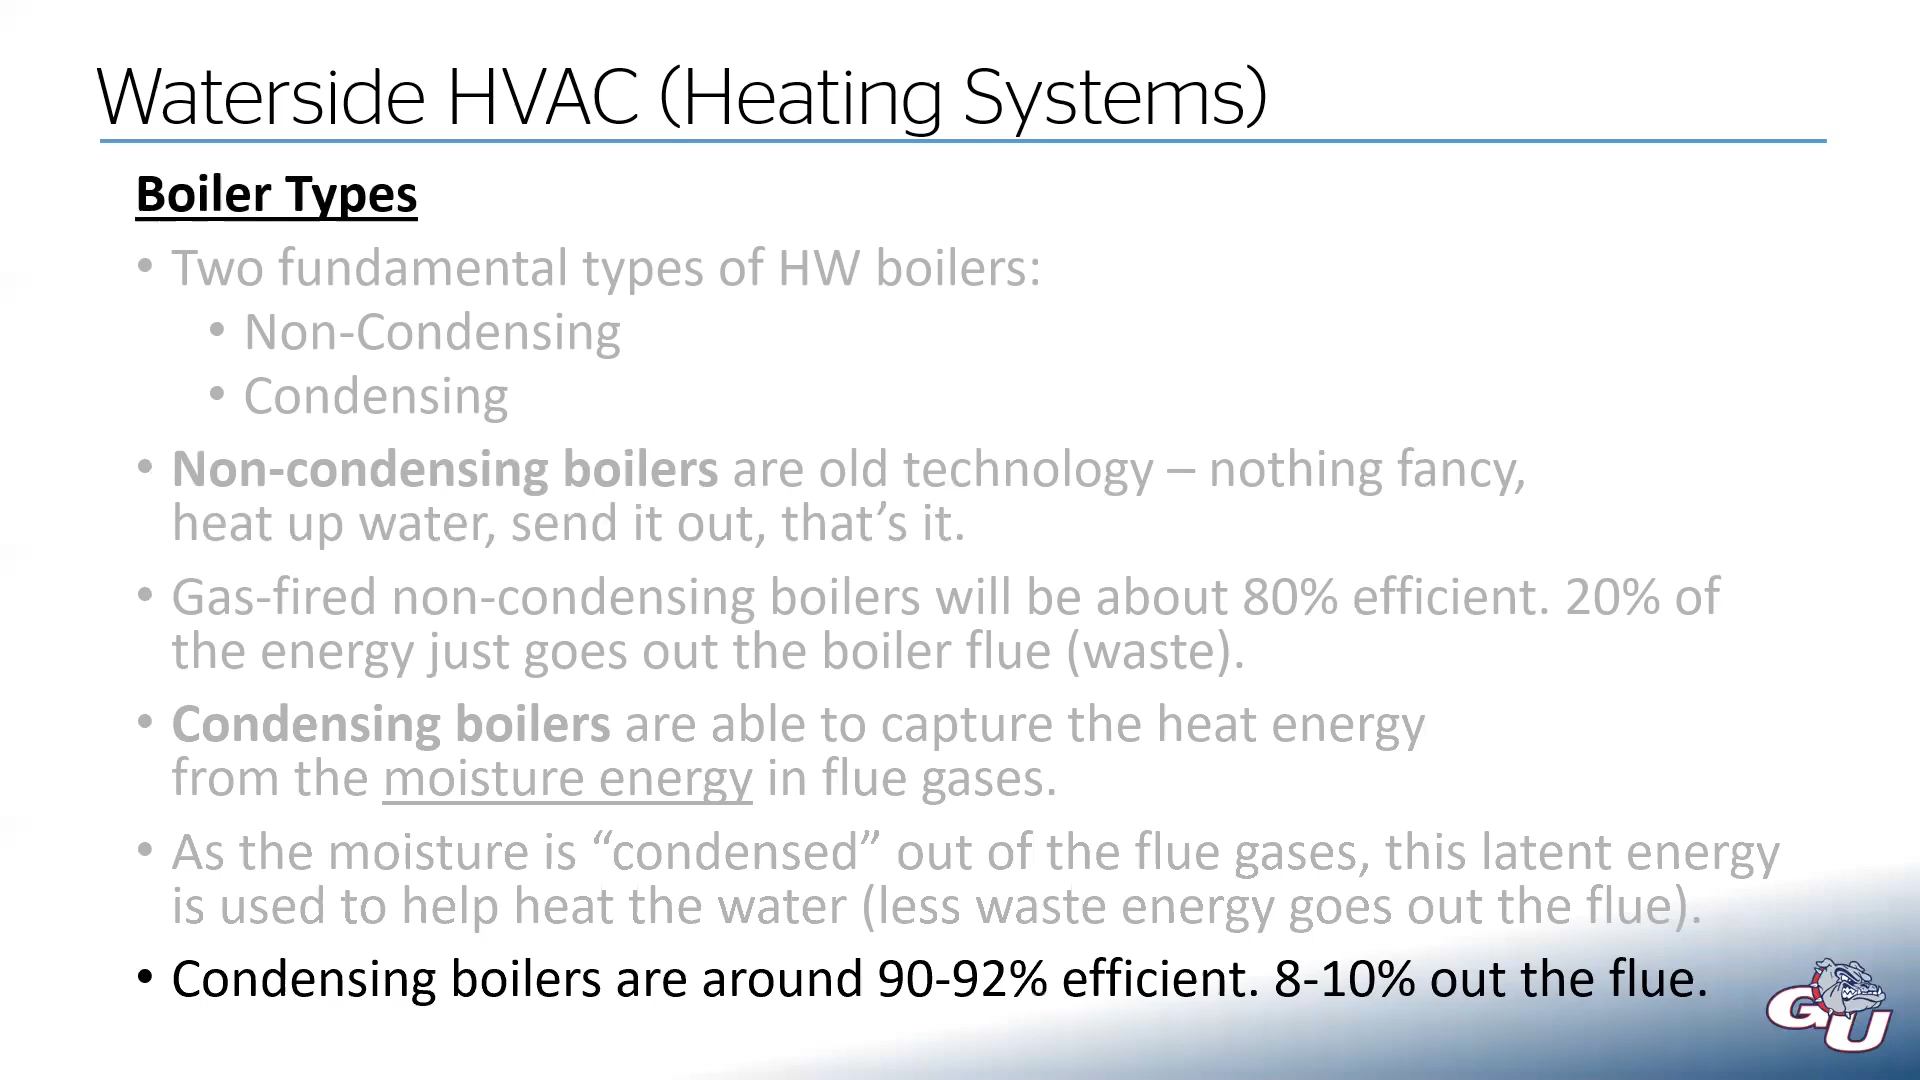 Waterside HVAC (Heating Systems)
Boiler Types
• Two fundamental types of HW boilers:
• Non-Condensing
• Condensing
• Non-condensing boilers are old technology – nothing fancy,
heat up water, send it out, that’s it.
• Gas-fired non-condensing boilers will be about 80% efficient. 20% of
the energy just goes out the boiler flue (waste).
• Condensing boilers are able to capture the heat energy
from the moisture energy in flue gases.
• As the moisture is “condensed” out of the flue gases, this latent energy
is used to help heat the water (less waste energy goes out the flue).
• Condensing boilers are around 90-92% efficient. 8-10% out the flue.
GU